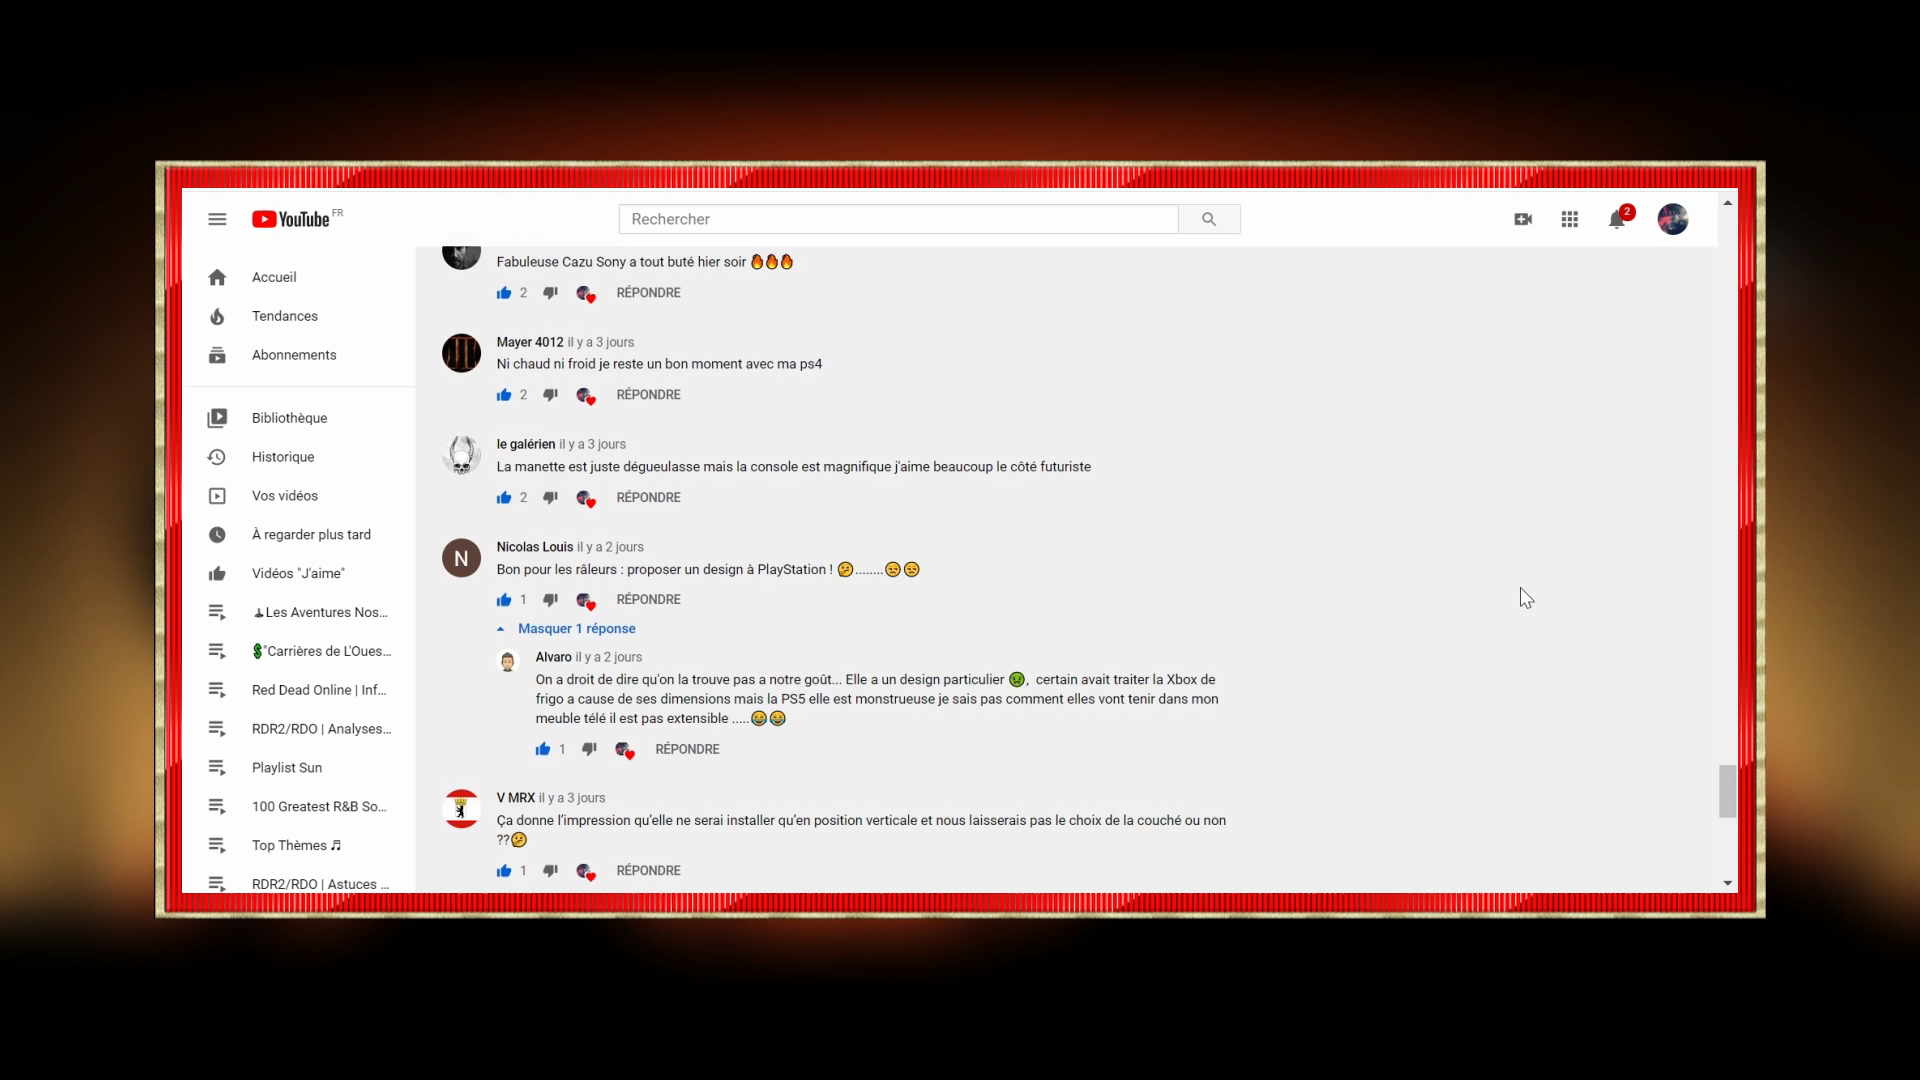 YouTube FR
Rechercher
2
Accueil
Tendances
Abonnements
Bibliothèque
Historique
Vos vidéos
À regarder plus tard
Vidéos "J'aime"
Les Aventures Nos...
"Carrières de L'Oues...
Red Dead Online | Inf...
RDR2/RDO | Analyses...
Playlist Sun
100 Greatest R&B So...
Top Thèmes ♫
RDR2/RDO | Astuces ...
Fabuleuse Cazu Sony a tout buté hier soir 🔥🔥🔥
2 RÉPONDRE
Mayer 4012 il y a 3 jours
Ni chaud ni froid je reste un bon moment avec ma ps4
2 RÉPONDRE
le galérien il y a 3 jours
La manette est juste dégueulasse mais la console est magnifique j'aime beaucoup le côté futuriste
2 RÉPONDRE
N
Nicolas Louis il y a 2 jours
Bon pour les râleurs : proposer un design à PlayStation ! 🤔........😒😒
1 RÉPONDRE
Masquer 1 réponse
Alvaro il y a 2 jours
On a droit de dire qu'on la trouve pas a notre goût... Elle a un design particulier 🤢, certain avait traiter la Xbox de
frigo a cause de ses dimensions mais la PS5 elle est monstrueuse je sais pas comment elles vont tenir dans mon
meuble télé il est pas extensible .....😂😂
1 RÉPONDRE
V MRX il y a 3 jours
Ça donne l’impression qu’elle ne serai installer qu’en position verticale et nous laisserais pas le choix de la couché ou non
??🤔
1 RÉPONDRE